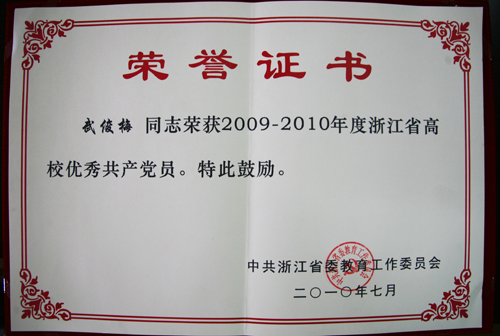 荣誉证书
武俊梅 同志荣获2009-2010年度浙江省高
校优秀共产党员。特此鼓励。
中共浙江省委教育工作委员会
二〇一〇年七月